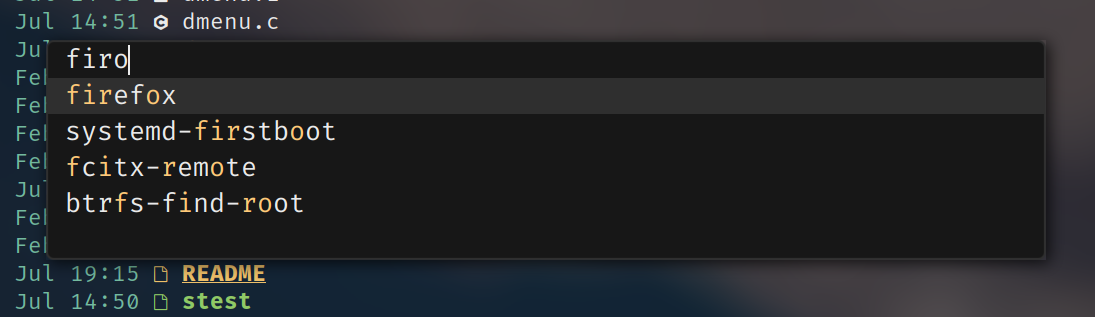 Jul 14:51 dmenu.c
Jul
firo
Feb
firefox
Feb
systemd-firstboot
Feb
Feb
fcitx-remote
Jul
btrfs-find-root
Feb
Feb
Jul 19:15 README
Jul 14:50 stest